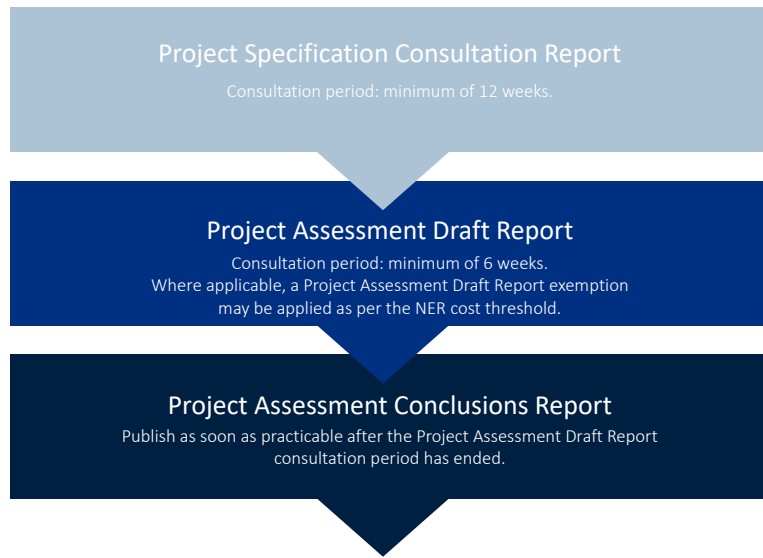 Project Specification Consultation Report
Consultation period: minimum of 12 weeks.
Project Assessment Draft Report
Consultation period: minimum of 6 weeks.
Where applicable, a Project Assessment Draft Report exemption
may be applied as per the NER cost threshold.
Project Assessment Conclusions Report
Publish as soon as practicable after the Project Assessment Draft Report
consultation period has ended.